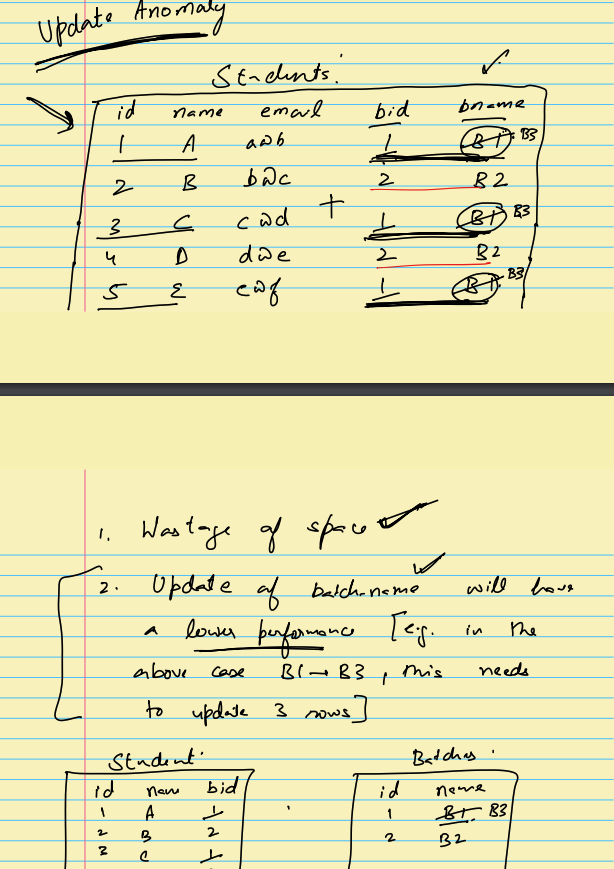 Update Anomaly
Students.
id name email bid bname
1 A a@b 1 B1 B3
2 B b@c 2 B2
3 C c@d + 1 B1 B3
4 D d@e 2 B2
5 E e@f 1 B1 B3
1. Wastage of space
2. Update of batch-name will have
a lower performance [e.g. in the
above case B1 → B3, this needs
to update 3 rows]
Student. Batches.
id nam bid id name
1 A 1 1 B1 B3
2 B 2 2 B2
3 C 1